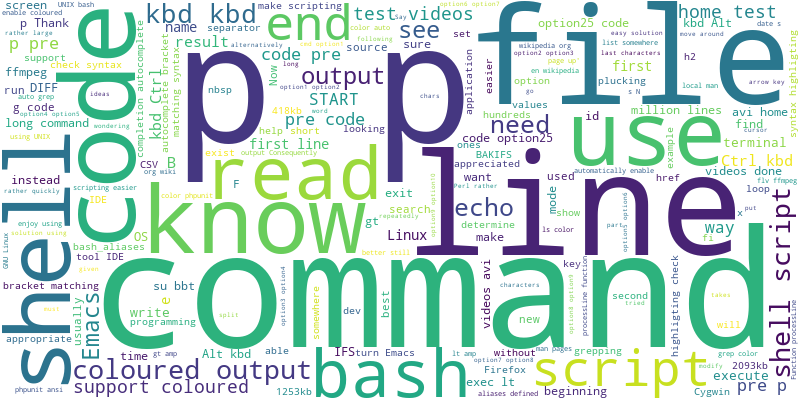 screen
UNIX bash
enable coloured
p Thank
rather large
p pre
ffmpeg
support
check syntax
run DIFF
g code
long command
option4 option5
auto grep
ideas
wondering
using UNIX
shell
code
completion autocomplete
autocomplete bracket
matching syntax
kbd Ctrl
kbd kbd
name
separator
result
nbsp
CSV
B
first line
exist
output Consequently
org wiki
scripting easier
IDE
instead
OS
bash_aliases
tool IDE
bracket matching
GNU Linux
usually
appropriate
Emacs
su bbt
e
write
programming
time
Alt kbd
coloured output
support coloured
1253kb
phpunit ansi
make scripting
color auto
alternatively
end
code pre
Now
long
option1 option2
START
418kb
pre code
help short
F
color phpunit
know
read
p
p
command
bash
gt
exit
IFS
turn Emacs
able
split
option3 option4
gt amp
somewhere
dev
best
test
videos
see
source
sure
output
looking
word
chars
want
search
Linux
echo
determine
make
line
file
need
use
Say
set
following
option6 option7
application
easier
option
option25 code
wikipedia org
list somewhere
last characters
option2 option3
en wikipedia
page up'
plucking
go
values
hundreds
code option25
ones
BAKIFS
appreciated
Perl rather
used
mode
show
id
example
automatically enable
fiv ffmpeg
home test
kbd Alt
date s
easy solution
move around
first
h2
arrow key
local man
s N
syntax highligting
million lines
avi home
find
terminal
cursor
Ctrl kbd
videos done
href
loop
x
put
way
fi
part
ls color
key
new
second
tried
characters
better still
repeatedly
enjoy using
solution using
given
must
videos avi
processline function
highligting check
grepping
Firefox
without
exec lt
lt amp
man pages
beginning
aliases defined
option7 option8
script
shell script
will
takes
grep color
modify
2093kb
execute
Cygwin
pre p
Function processLine